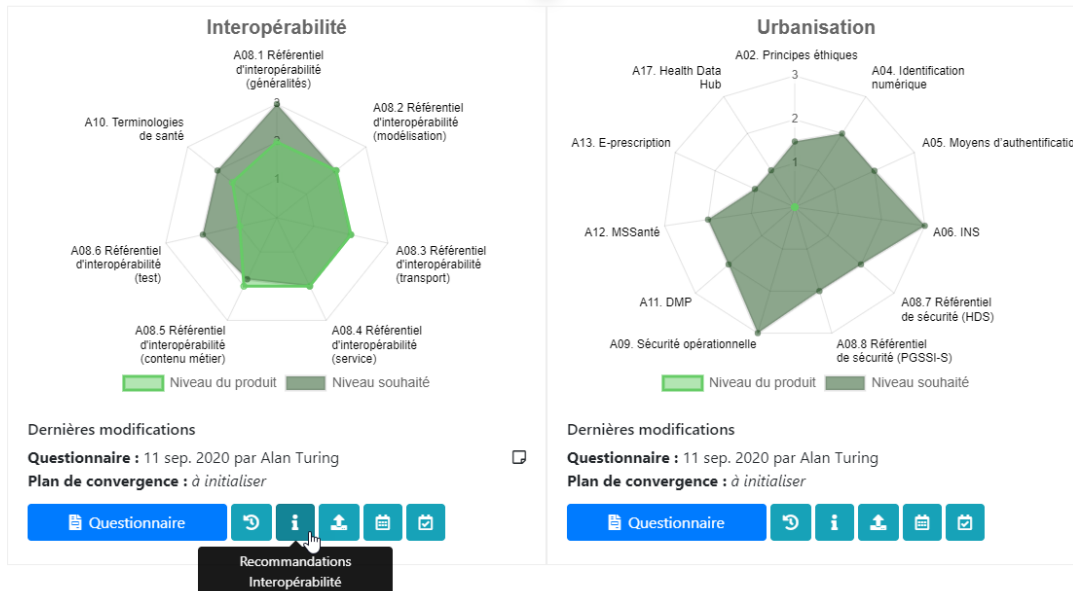 Interopérabilité
A08.1 Référentiel
d'interopérabilité
(généralités)
A10. Terminologies
de santé
A08.2 Référentiel
d'interopérabilité
(modélisation)
3
2
1
A08.6 Référentiel
d'interopérabilité
(test)
A08.3 Référentiel
d'interopérabilité
(transport)
A08.5 Référentiel
d'interopérabilité
(contenu métier)
A08.4 Référentiel
d'interopérabilité
(service)
Niveau du produit
Niveau souhaité
Dernières modifications
Questionnaire : 11 sep. 2020 par Alan Turing
Plan de convergence : à initialiser
Questionnaire
Recommandations
Interopérabilité
Urbanisation
A02. Principes éthiques
A17. Health Data
Hub
A04. Identification
numérique
3
2
1
A13. E-prescription
A05. Moyens d'authentificatio
A12. MSSanté
A06. INS
A11. DMP
A08.7 Référentiel
de sécurité (HDS)
A09. Sécurité opérationnelle
A08.8 Référentiel
de sécurité (PGSSI-S)
Niveau du produit
Niveau souhaité
Dernières modifications
Questionnaire : 11 sep. 2020 par Alan Turing
Plan de convergence : à initialiser
Questionnaire